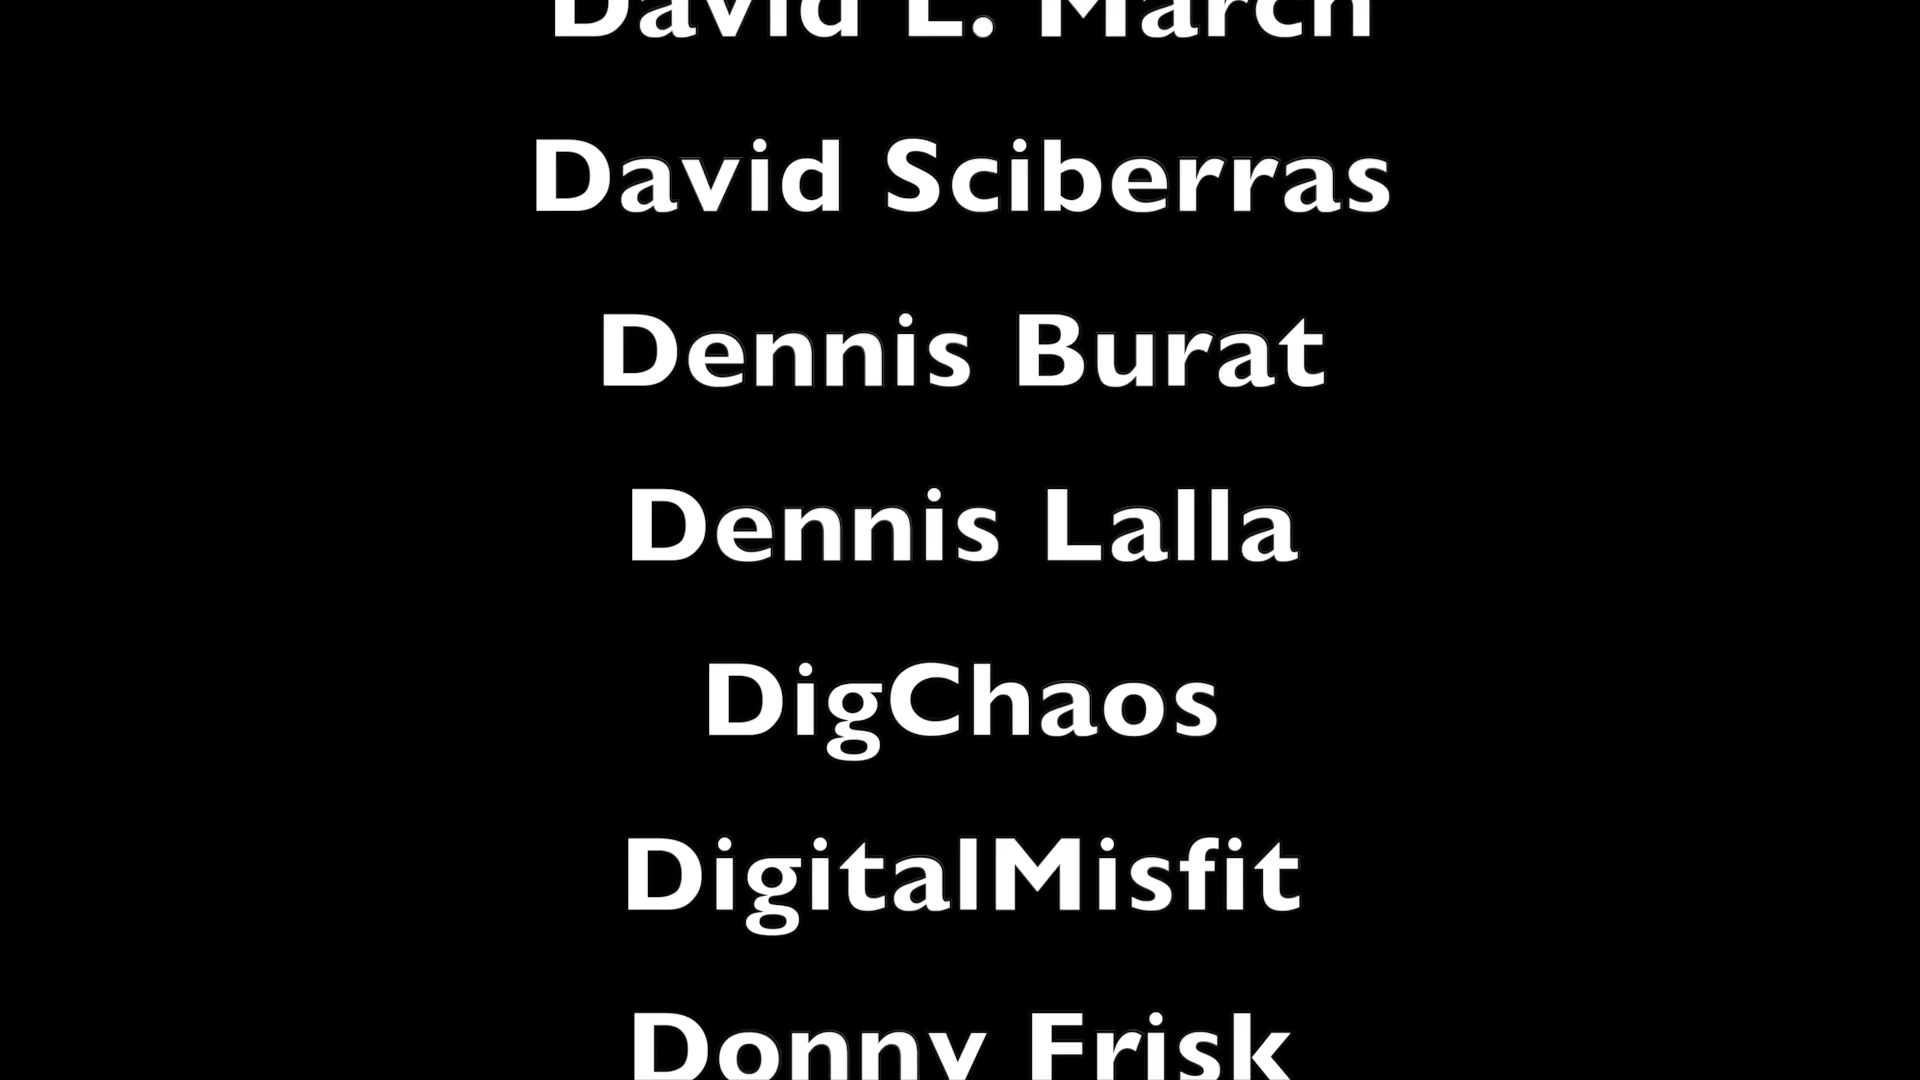 David L. March
David Sciberras
Dennis Burat
Dennis Lalla
DigChaos
DigitalMisfit
Donny Frisk